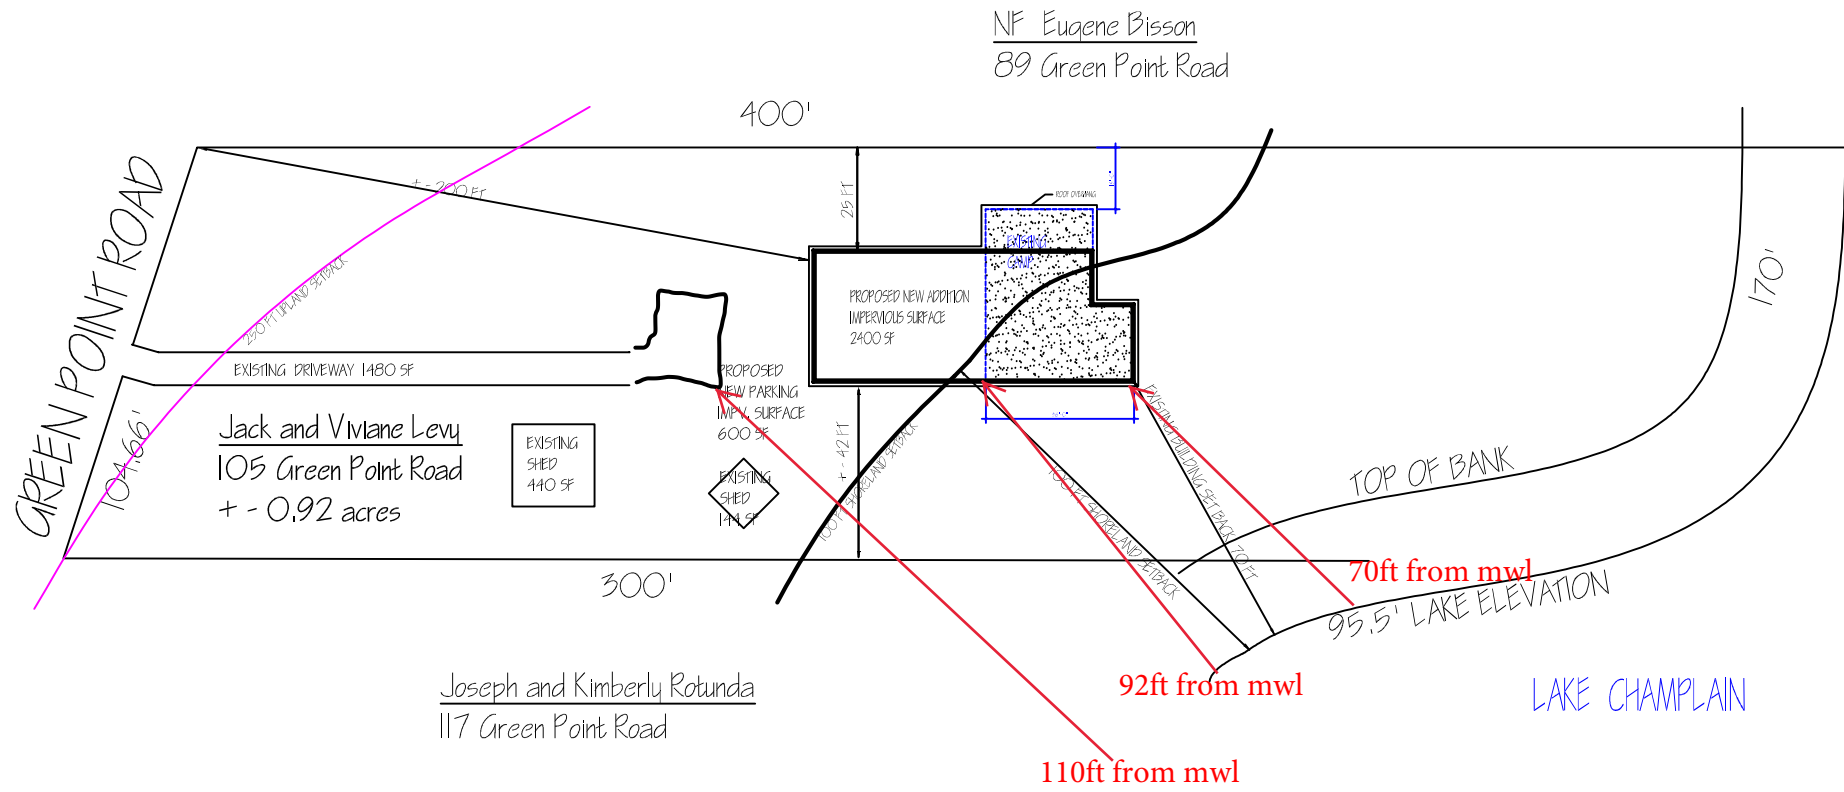 NF Eugene Bisson
89 Green Point Road
400'
GREEN POINT ROAD
+ - 200 FT
25 FT
ROOF OVERHANG
EXISTING
CAMP
250 FT UPLAND SETBACK
PROPOSED NEW ADDITION
IMPERVIOUS SURFACE
2400 SF
170'
EXISTING DRIVEWAY 1480 SF
PROPOSED
NEW PARKING
IMPV. SURFACE
600 SF
104.66'
Jack and Viviane Levy
105 Green Point Road
+ - 0.92 acres
EXISTING
SHED
440 SF
EXISTING
SHED
144 SF
+ - 42 FT
100 FT SHORELAND SETBACK
100 FT SHORELAND SETBACK
EXISTING BUILDING SET BACK 70 FT
TOP OF BANK
300'
70ft from mwl
95.5' LAKE ELEVATION
Joseph and Kimberly Rotunda
117 Green Point Road
92ft from mwl
LAKE CHAMPLAIN
110ft from mwl